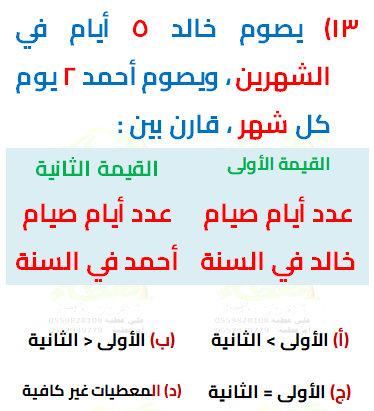 ١٣) يصوم خالد ٥ أيام في
الشهرين ، ويصوم أحمد ٢ يوم
كل شهر ، قارن بين :
القيمة الأولى القيمة الثانية
عدد أيام صيام عدد أيام صيام
خالد في السنة أحمد في السنة
(أ) الأولى > الثانية (ب) الأولى < الثانية
(ج) الأولى = الثانية (د) المعطيات غير كافية